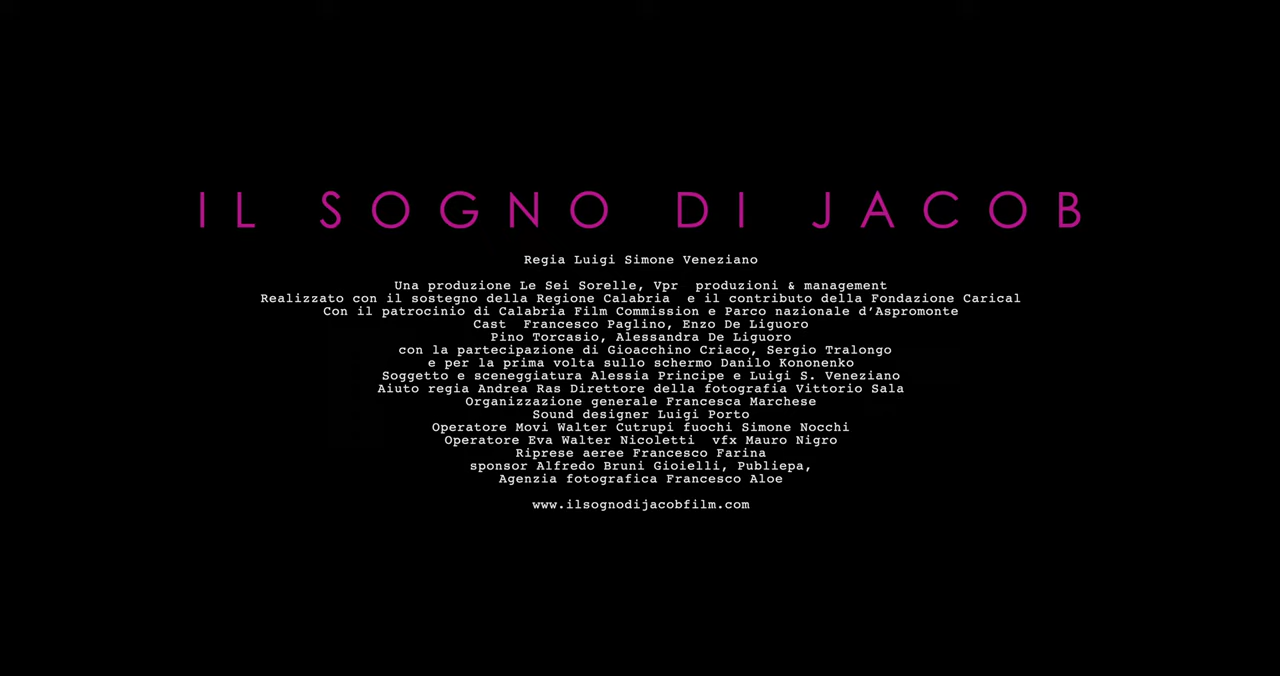 IL SOGNO DI JACOB
Regia Luigi Simone Veneziano
Una produzione Le Sei Sorelle, Vpr produzioni & management
Realizzato con il sostegno della Regione Calabria e il contributo della Fondazione Carical
Con il patrocinio di Calabria Film Commission e Parco nazionale d’Aspromonte
Cast Francesco Paglino, Enzo De Liguoro
Pino Torcasio, Alessandra De Liguoro
con la partecipazione di Gioacchino Criaco, Sergio Tralongo
e per la prima volta sullo schermo Danilo Kononenko
Soggetto e sceneggiatura Alessia Principe e Luigi S. Veneziano
Aiuto regia Andrea Ras Direttore della fotografia Vittorio Sala
Organizzazione generale Francesca Marchese
Sound designer Luigi Porto
Operatore Movi Walter Cutrupi fuochi Simone Nocchi
Operatore Eva Walter Nicoletti vfx Mauro Nigro
Riprese aeree Francesco Farina
sponsor Alfredo Bruni Gioielli, Publiepa,
Agenzia fotografica Francesco Aloe
www.ilsognodijacobfilm.com